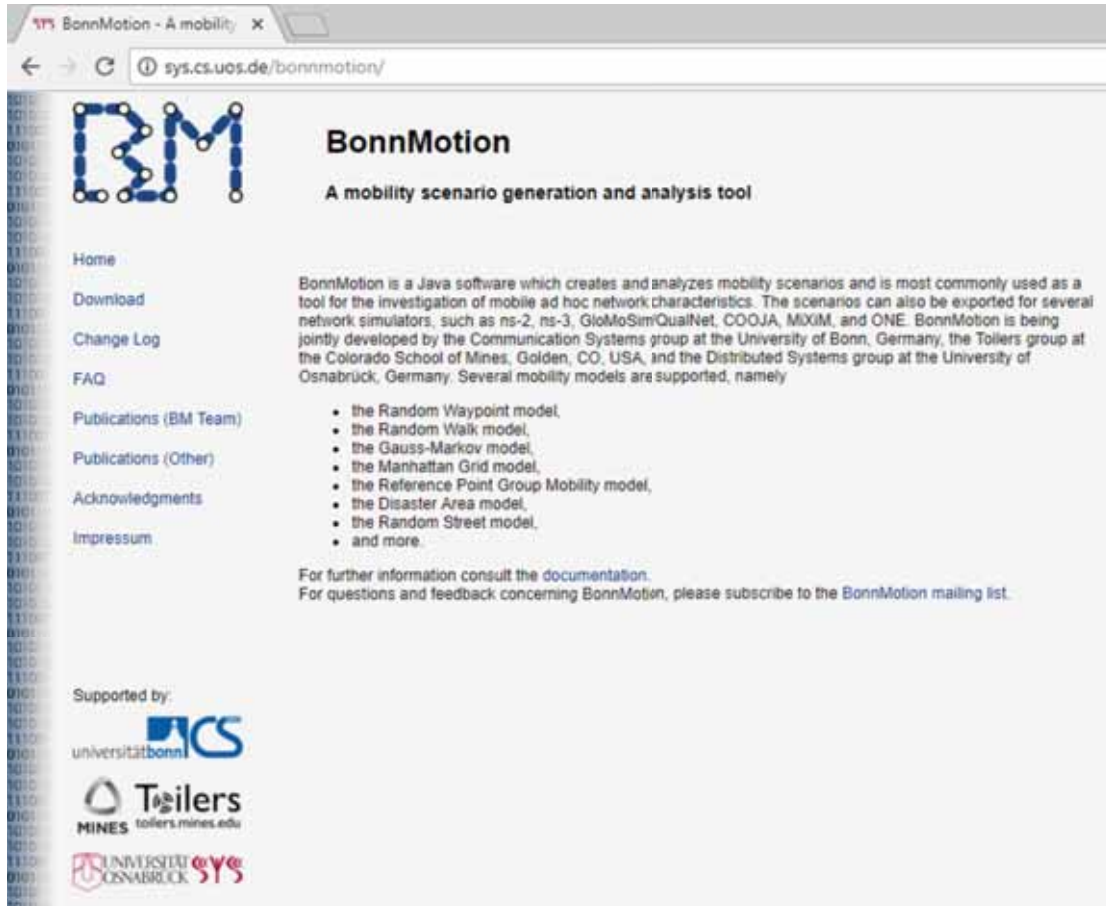 BonnMotion - A mobility
sys.cs.uos.de/bonnmotion/
BM
BonnMotion
A mobility scenario generation and analysis tool
Home
Download
Change Log
FAQ
Publications (BM Team)
Publications (Other)
Acknowledgments
Impressum
BonnMotion is a Java software which creates and analyzes mobility scenarios and is most commonly used as a
tool for the investigation of mobile ad hoc network characteristics. The scenarios can also be exported for several
network simulators, such as ns-2, ns-3, GloMoSim/QualNet, COOJA, MiXiM, and ONE. BonnMotion is being
jointly developed by the Communication Systems group at the University of Bonn, Germany, the Toilers group at
the Colorado School of Mines, Golden, CO, USA, and the Distributed Systems group at the University of
Osnabrück, Germany. Several mobility models are supported, namely
• the Random Waypoint model,
• the Random Walk model,
• the Gauss-Markov model,
• the Manhattan Grid model,
• the Reference Point Group Mobility model,
• the Disaster Area model,
• the Random Street model,
• and more.
For further information consult the documentation.
For questions and feedback concerning BonnMotion, please subscribe to the BonnMotion mailing list.
Supported by:
universitätbonn CS
Toilers
MINES toilers.mines.edu
UNIVERSITÄT
OSNABRÜCK SYS